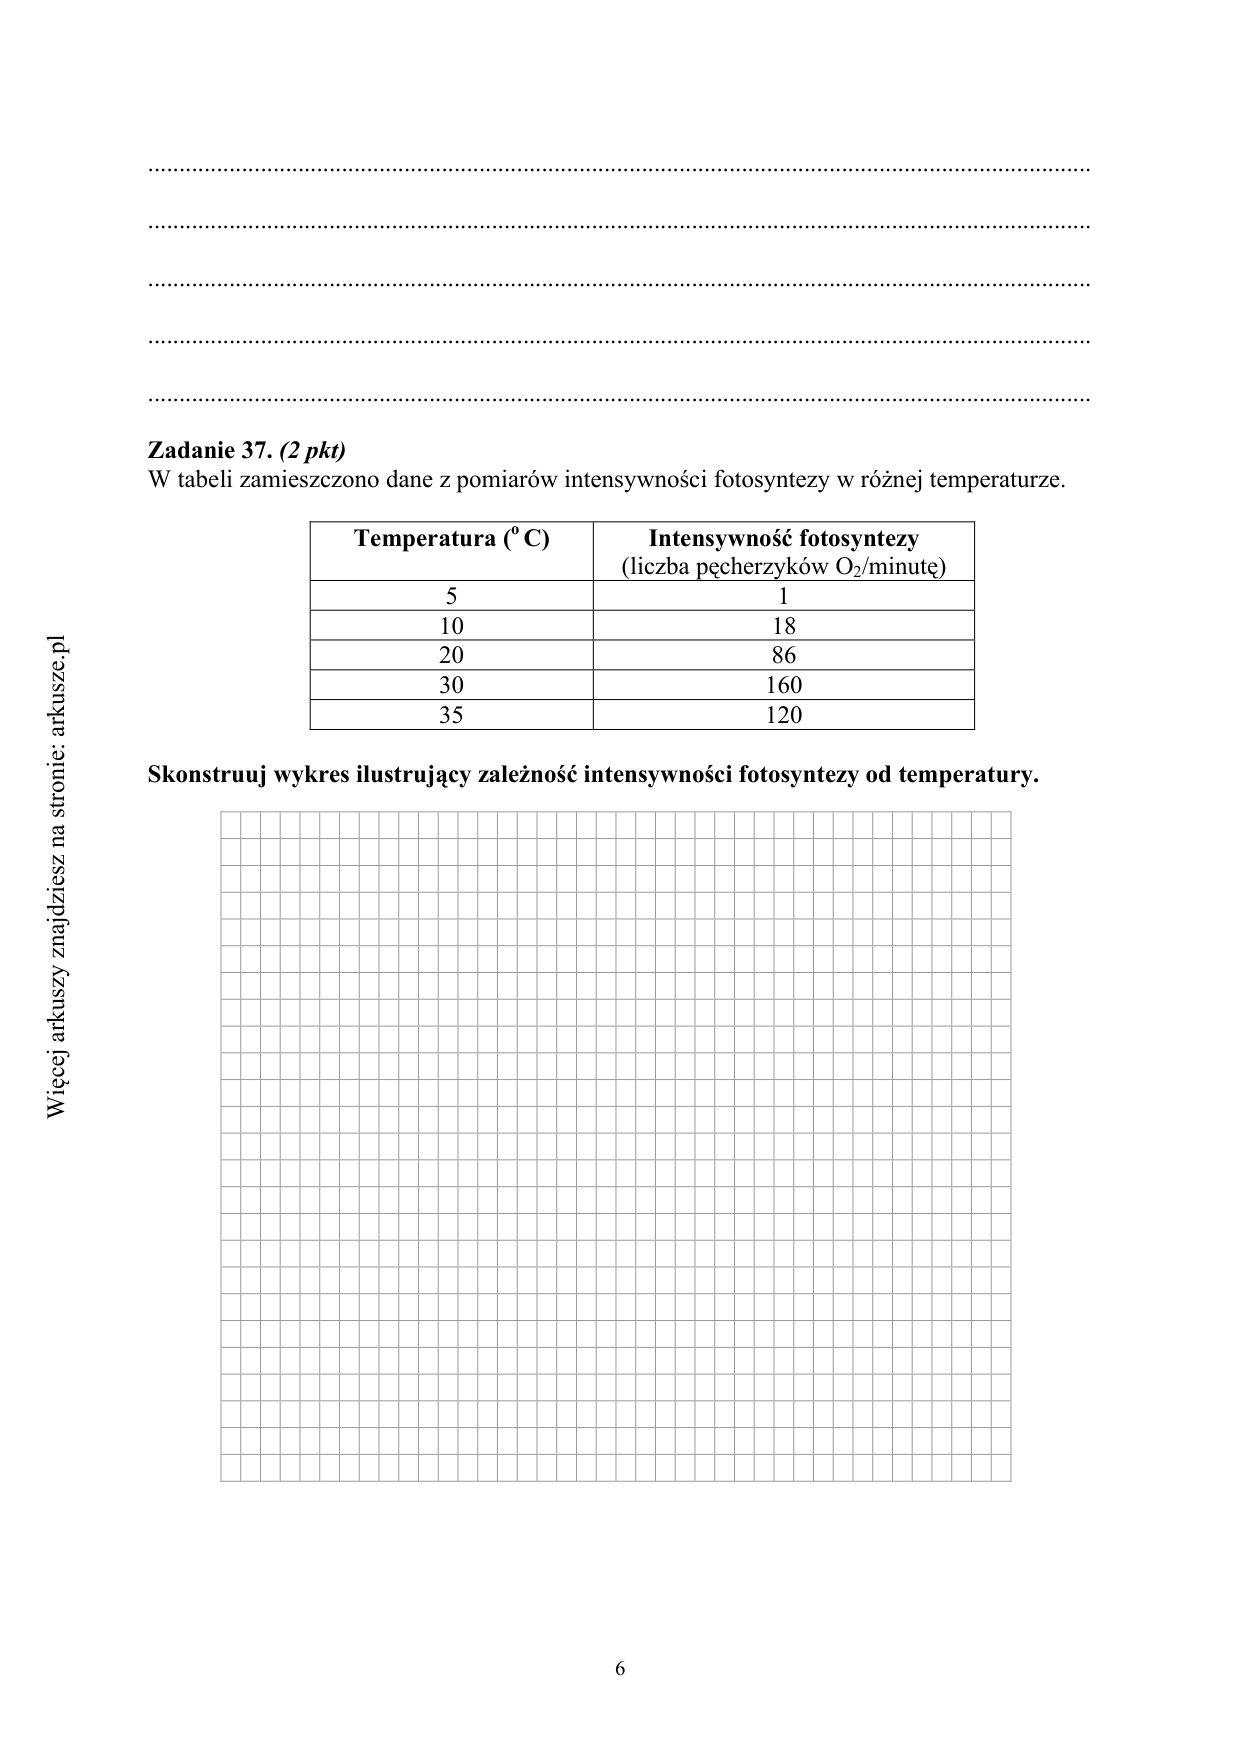 ................................................................................
................................................................................
................................................................................
................................................................................
................................................................................
Zadanie 37. (2 pkt)
W tabeli zamieszczono dane z pomiarów intensywności fotosyntezy w różnej temperaturze.
Temperatura (⁰ C) Intensywność fotosyntezy
(liczba pęcherzyków O₂/minutę)
5 1
10 18
20 86
30 160
35 120
Skonstruuj wykres ilustrujący zależność intensywności fotosyntezy od temperatury.
Więcej arkuszy znajdziesz na stronie: arkusze.pl
6